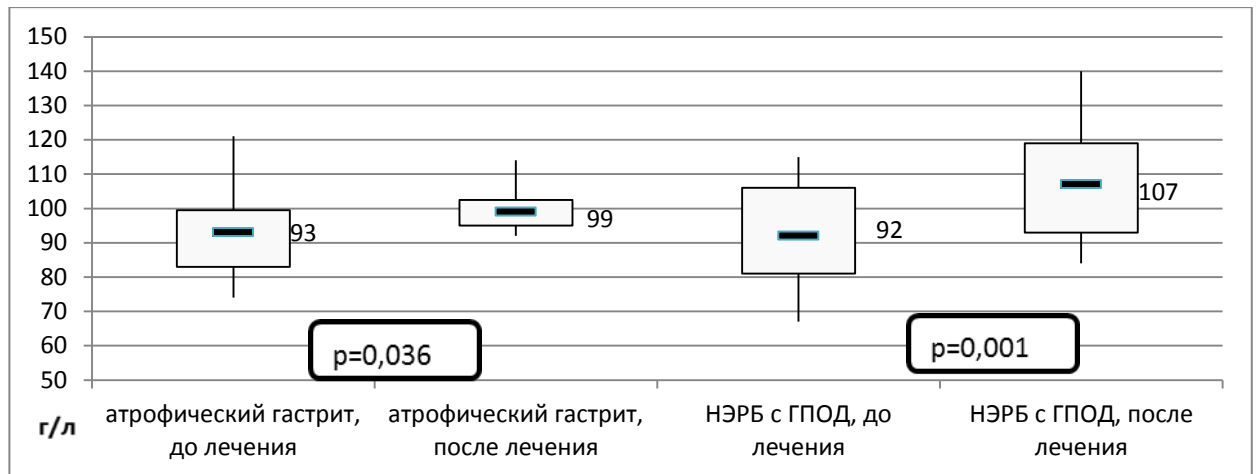 150
140
130
120
110
100
90
80
70
60
50
г/л
93
99
92
107
p=0,036
p=0,001
атрофический гастрит,
до лечения
атрофический гастрит,
после лечения
НЭРБ с ГПОД, до
лечения
НЭРБ с ГПОД, после
лечения